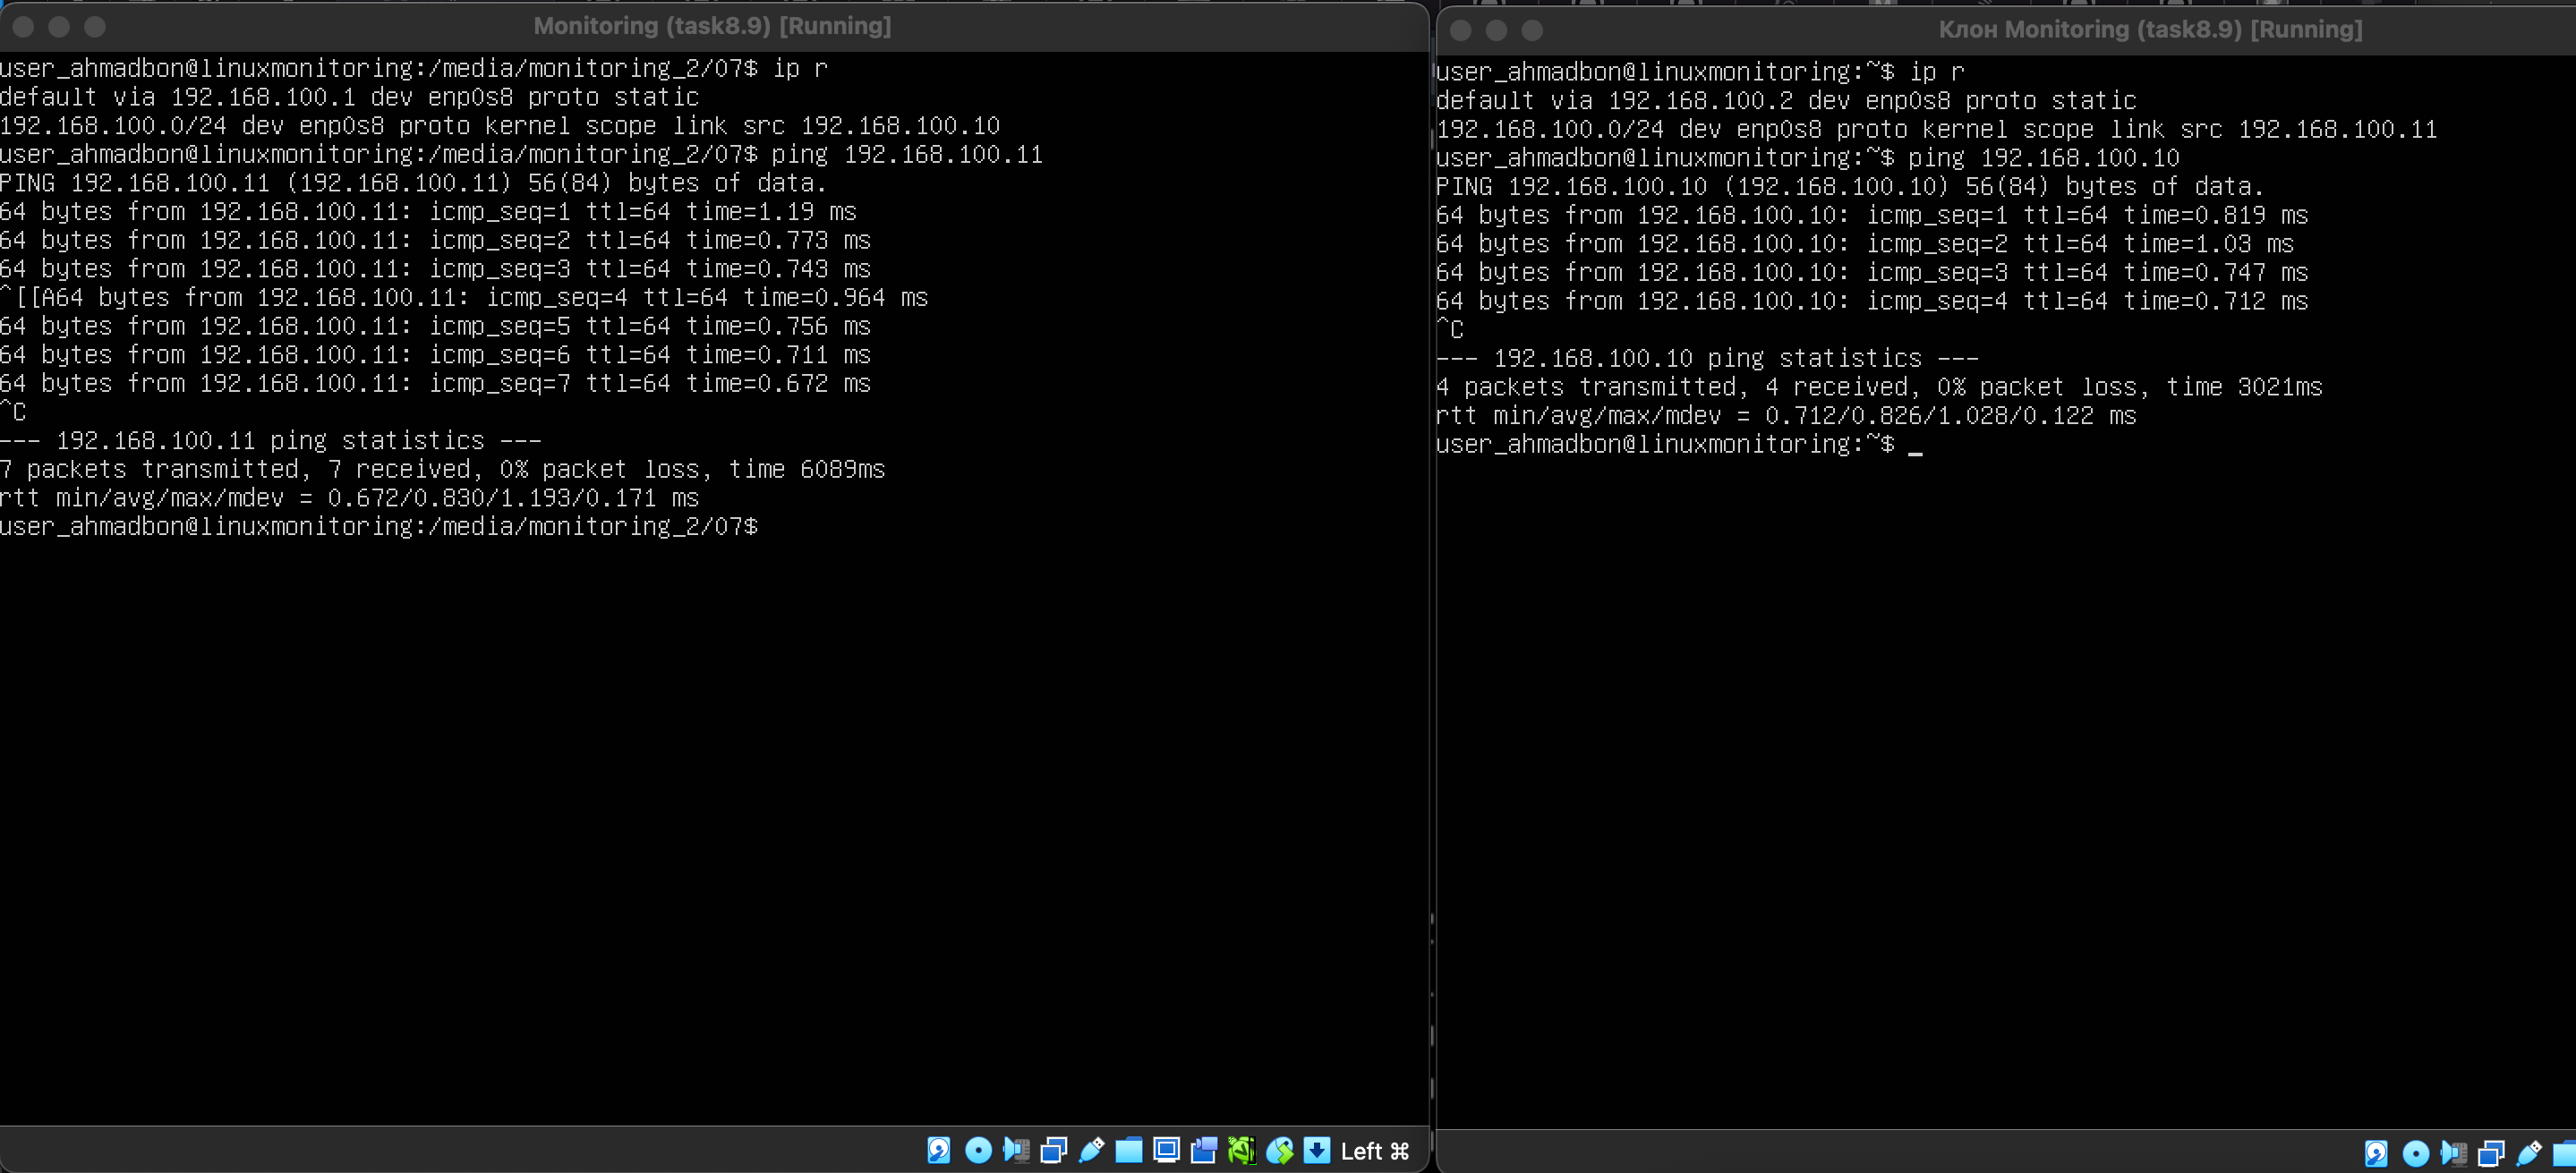 Monitoring (task8.9) [Running]
user_ahmadbon@linuxmonitoring:/media/monitoring_2/07$ ip r
default via 192.168.100.1 dev enp0s8 proto static
192.168.100.0/24 dev enp0s8 proto kernel scope link src 192.168.100.10
user_ahmadbon@linuxmonitoring:/media/monitoring_2/07$ ping 192.168.100.11
PING 192.168.100.11 (192.168.100.11) 56(84) bytes of data.
64 bytes from 192.168.100.11: icmp_seq=1 ttl=64 time=1.19 ms
64 bytes from 192.168.100.11: icmp_seq=2 ttl=64 time=0.773 ms
64 bytes from 192.168.100.11: icmp_seq=3 ttl=64 time=0.743 ms
^[[A64 bytes from 192.168.100.11: icmp_seq=4 ttl=64 time=0.964 ms
64 bytes from 192.168.100.11: icmp_seq=5 ttl=64 time=0.756 ms
64 bytes from 192.168.100.11: icmp_seq=6 ttl=64 time=0.711 ms
64 bytes from 192.168.100.11: icmp_seq=7 ttl=64 time=0.672 ms
^C
--- 192.168.100.11 ping statistics ---
7 packets transmitted, 7 received, 0% packet loss, time 6089ms
rtt min/avg/max/mdev = 0.672/0.830/1.193/0.171 ms
user_ahmadbon@linuxmonitoring:/media/monitoring_2/07$
Left ⌘
Клон Monitoring (task8.9) [Running]
user_ahmadbon@linuxmonitoring:~$ ip r
default via 192.168.100.2 dev enp0s8 proto static
192.168.100.0/24 dev enp0s8 proto kernel scope link src 192.168.100.11
user_ahmadbon@linuxmonitoring:~$ ping 192.168.100.10
PING 192.168.100.10 (192.168.100.10) 56(84) bytes of data.
64 bytes from 192.168.100.10: icmp_seq=1 ttl=64 time=0.819 ms
64 bytes from 192.168.100.10: icmp_seq=2 ttl=64 time=1.03 ms
64 bytes from 192.168.100.10: icmp_seq=3 ttl=64 time=0.747 ms
64 bytes from 192.168.100.10: icmp_seq=4 ttl=64 time=0.712 ms
^C
--- 192.168.100.10 ping statistics ---
4 packets transmitted, 4 received, 0% packet loss, time 3021ms
rtt min/avg/max/mdev = 0.712/0.826/1.028/0.122 ms
user_ahmadbon@linuxmonitoring:~$ _